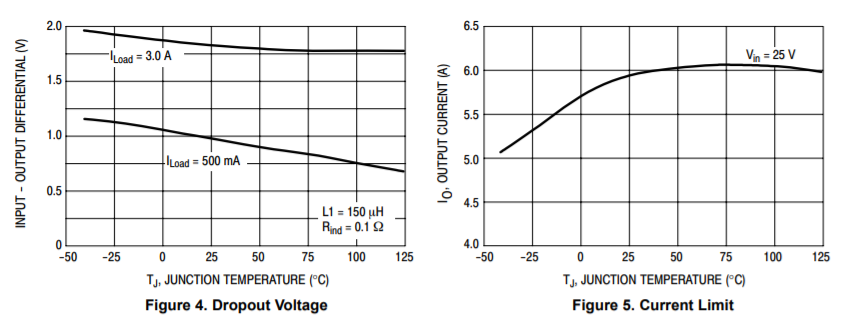 INPUT - OUTPUT DIFFERENTIAL (V)
2.0
1.5
1.0
0.5
0
ILoad = 3.0 A
ILoad = 500 mA
L1 = 150 µH
Rind = 0.1 Ω
-50 -25 0 25 50 75 100 125
TJ, JUNCTION TEMPERATURE (°C)
Figure 4. Dropout Voltage
IO, OUTPUT CURRENT (A)
6.5
6.0
5.5
5.0
4.5
4.0
Vin = 25 V
-50 -25 0 25 50 75 100 125
TJ, JUNCTION TEMPERATURE (°C)
Figure 5. Current Limit